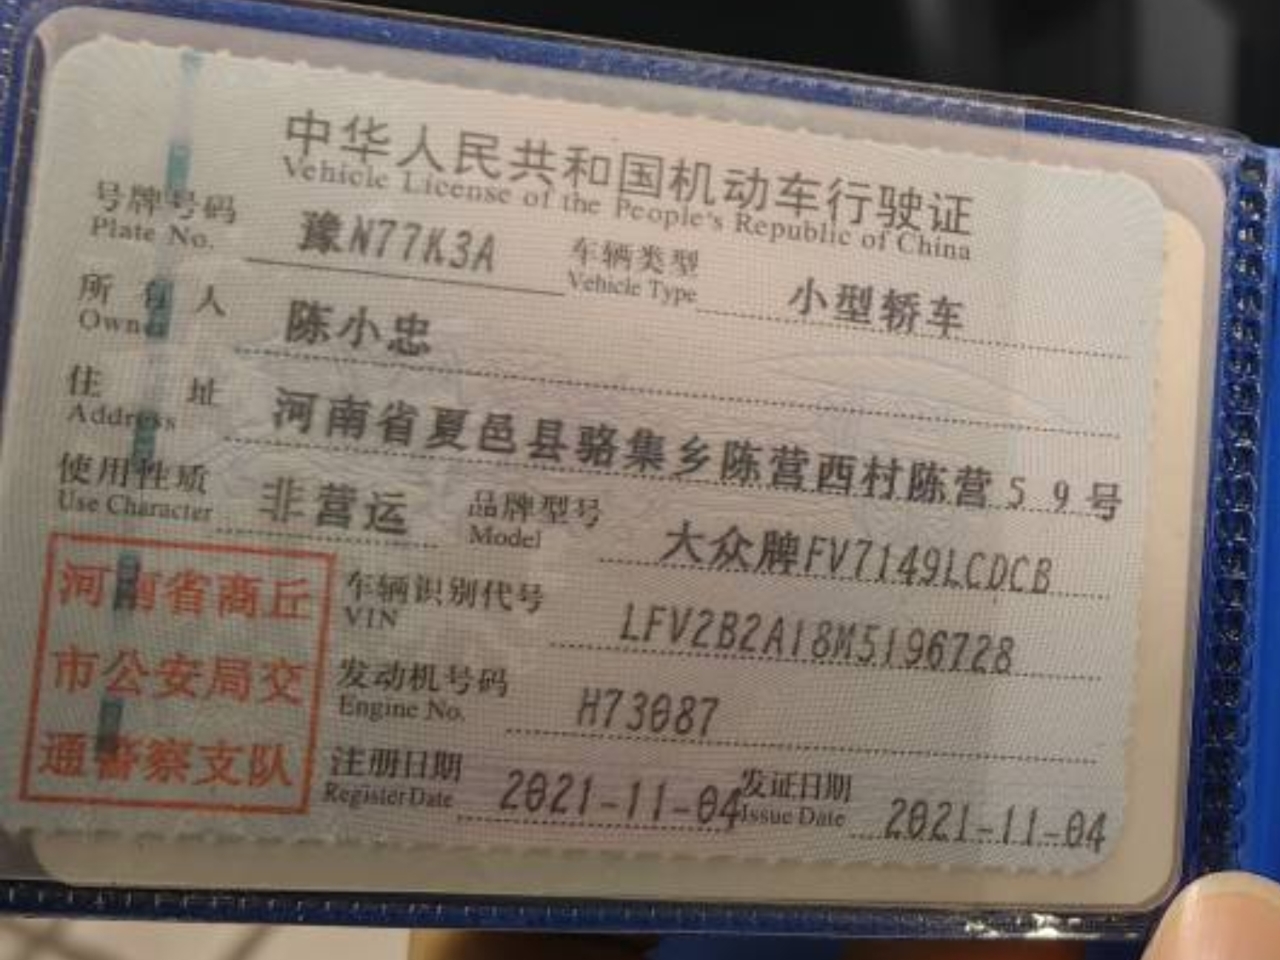 中华人民共和国机动车行驶证
Vehicle License of the People's Republic of China
号牌号码 豫N77K3A 车辆类型 小型轿车
Plate No. Vehicle Type
所有人 陈小忠
Owner
住址 河南省夏邑县骆集乡陈营西村陈营59号
Address
使用性质 非营运 品牌型号 大众牌FV7149LCDCB
Use Character Model
河南省商丘
市公安局交
通警察支队
车辆识别代号 LFV2B2A18M5196728
VIN
发动机号码 H73087
Engine No.
注册日期 2021-11-04 发证日期 2021-11-04
Register Date Issue Date